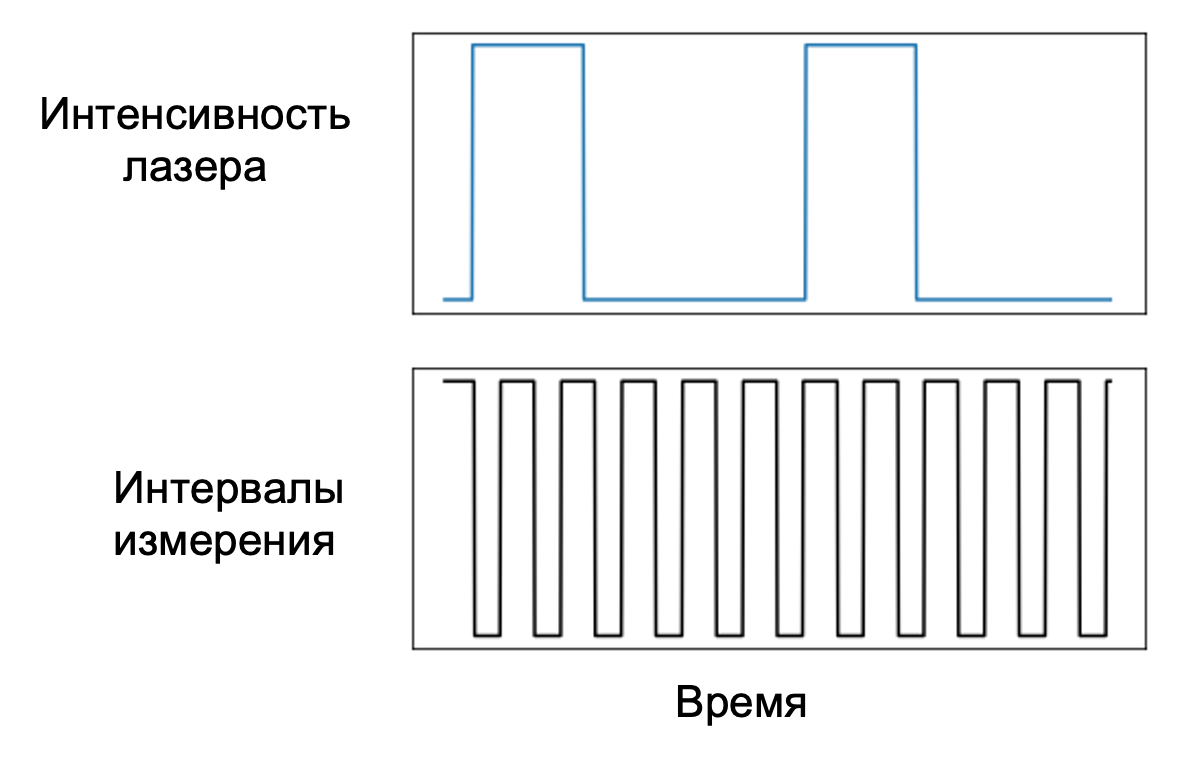 Интенсивность
лазера
Интервалы
измерения
Время